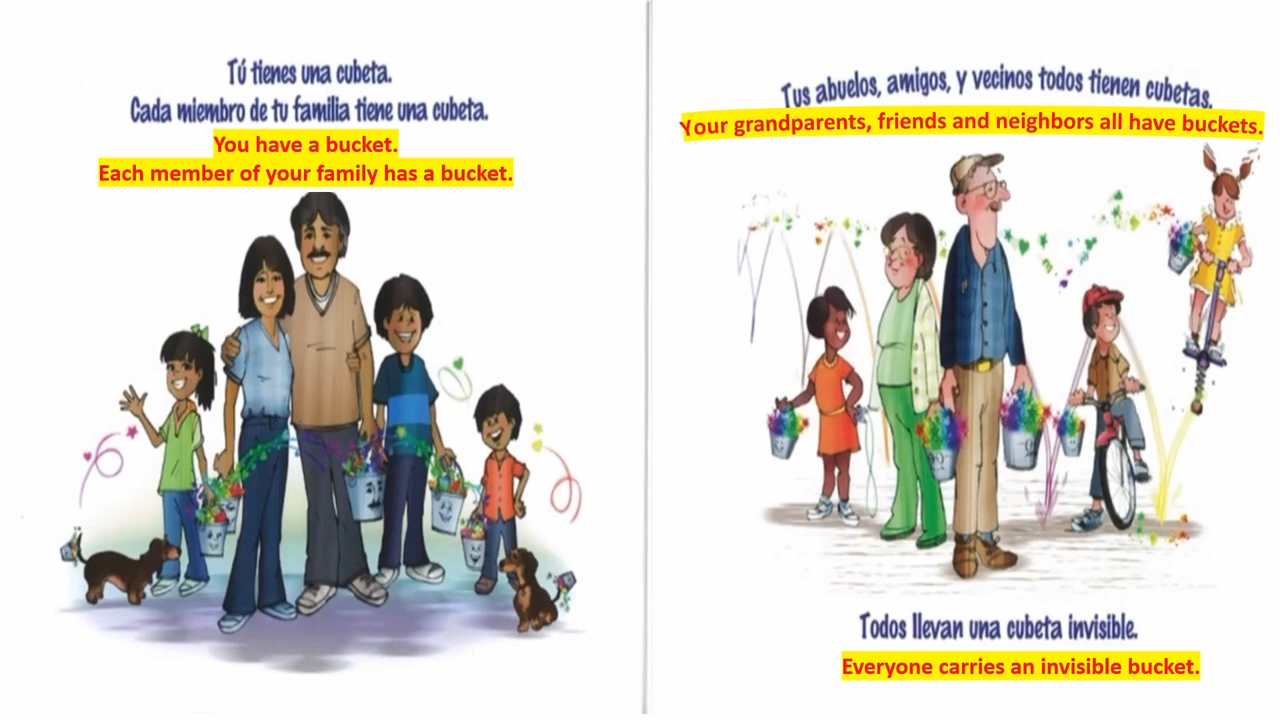 Tú tienes una cubeta.
Cada miembro de tu familia tiene una cubeta.
You have a bucket.
Each member of your family has a bucket.
Tus abuelos, amigos, y vecinos todos tienen cubetas.
Your grandparents, friends and neighbors all have buckets.
Todos llevan una cubeta invisible.
Everyone carries an invisible bucket.